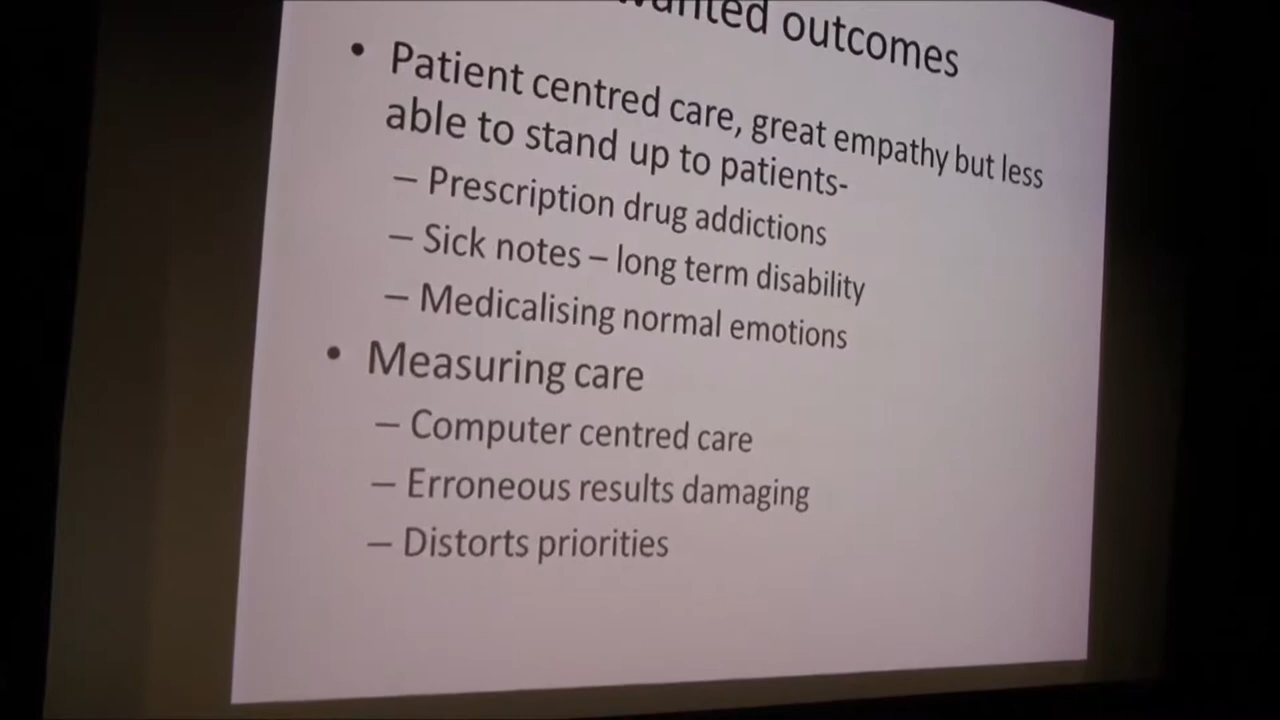 outcomes
• Patient centred care, great empathy but less
able to stand up to patients-
– Prescription drug addictions
– Sick notes – long term disability
– Medicalising normal emotions
• Measuring care
– Computer centred care
– Erroneous results damaging
– Distorts priorities